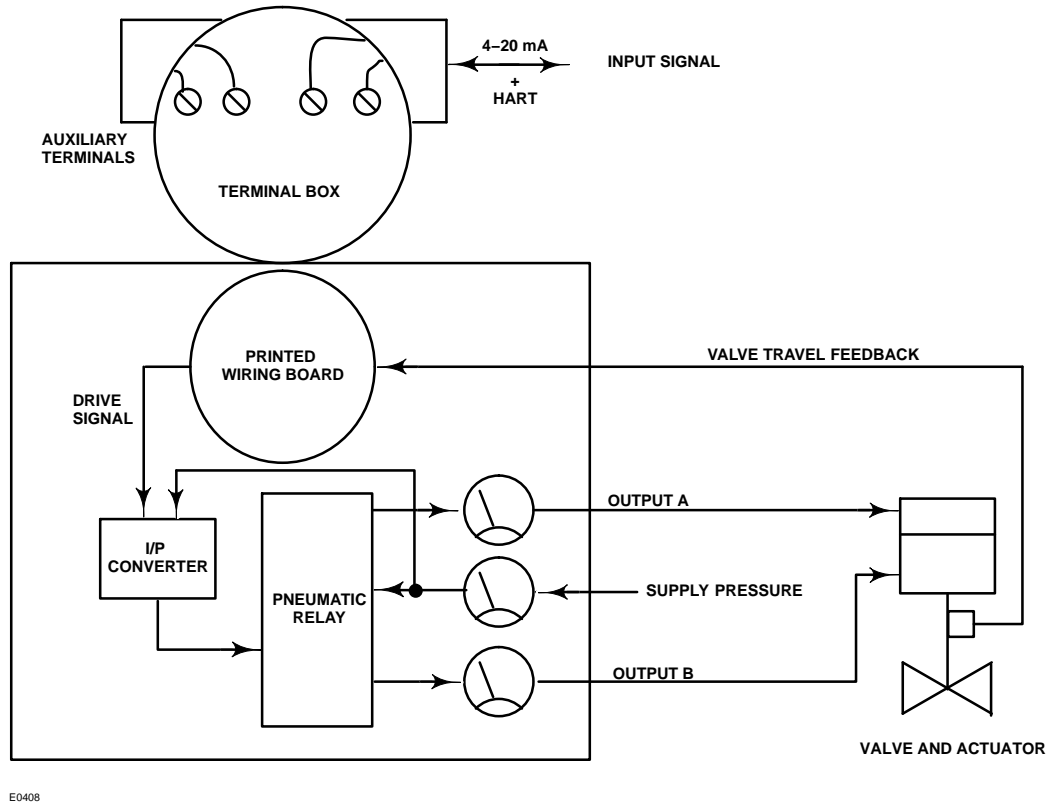 4–20 mA
+
HART
INPUT SIGNAL
AUXILIARY
TERMINALS
TERMINAL BOX
PRINTED
WIRING BOARD
VALVE TRAVEL FEEDBACK
DRIVE
SIGNAL
OUTPUT A
I/P
CONVERTER
PNEUMATIC
RELAY
SUPPLY PRESSURE
OUTPUT B
VALVE AND ACTUATOR
E0408